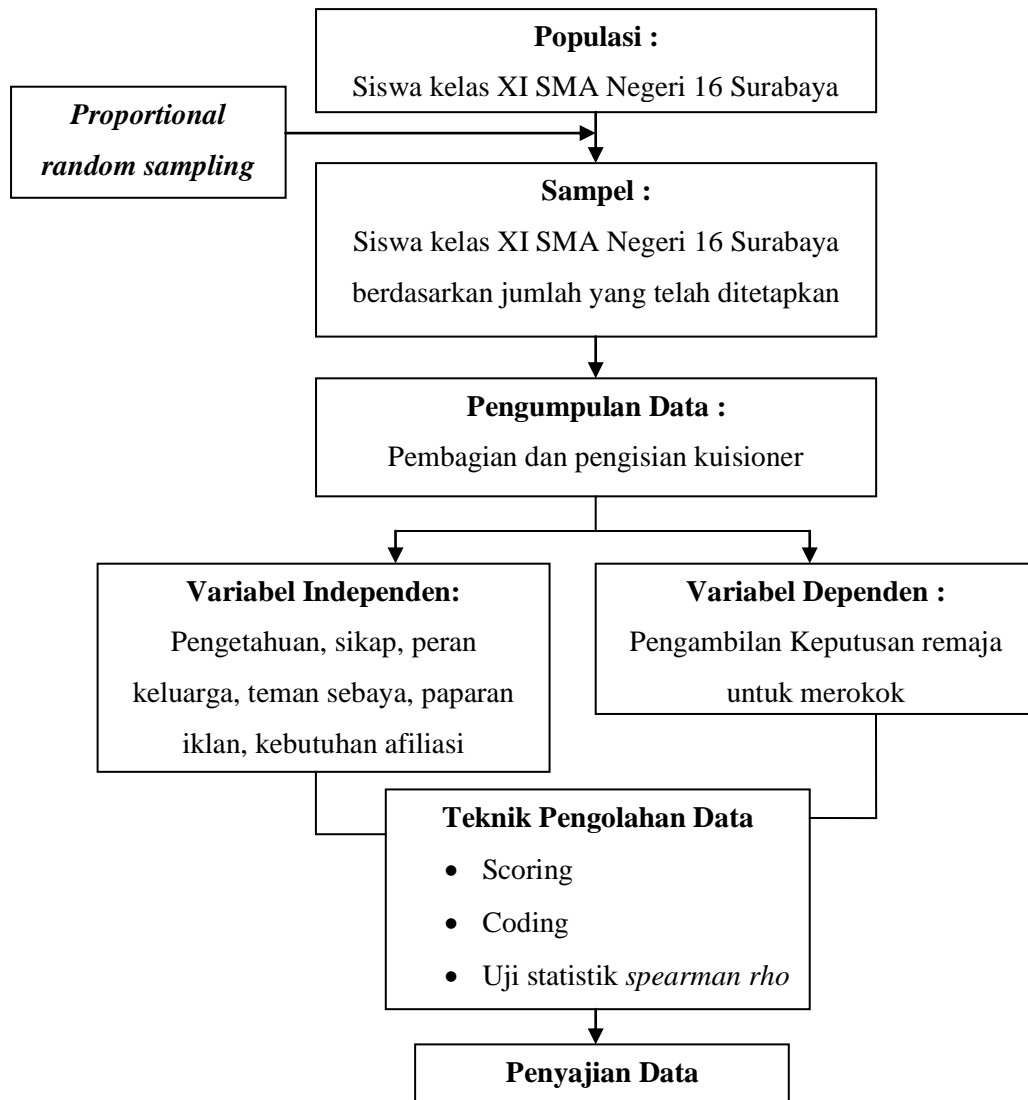 Populasi :
Siswa kelas XI SMA Negeri 16 Surabaya
Proportional
random sampling
Sampel :
Siswa kelas XI SMA Negeri 16 Surabaya
berdasarkan jumlah yang telah ditetapkan
Pengumpulan Data :
Pembagian dan pengisian kuisioner
Variabel Independen:
Pengetahuan, sikap, peran
keluarga, teman sebaya, paparan
iklan, kebutuhan afiliasi
Variabel Dependen :
Pengambilan Keputusan remaja
untuk merokok
Teknik Pengolahan Data
• Scoring
• Coding
• Uji statistik spearman rho
Penyajian Data